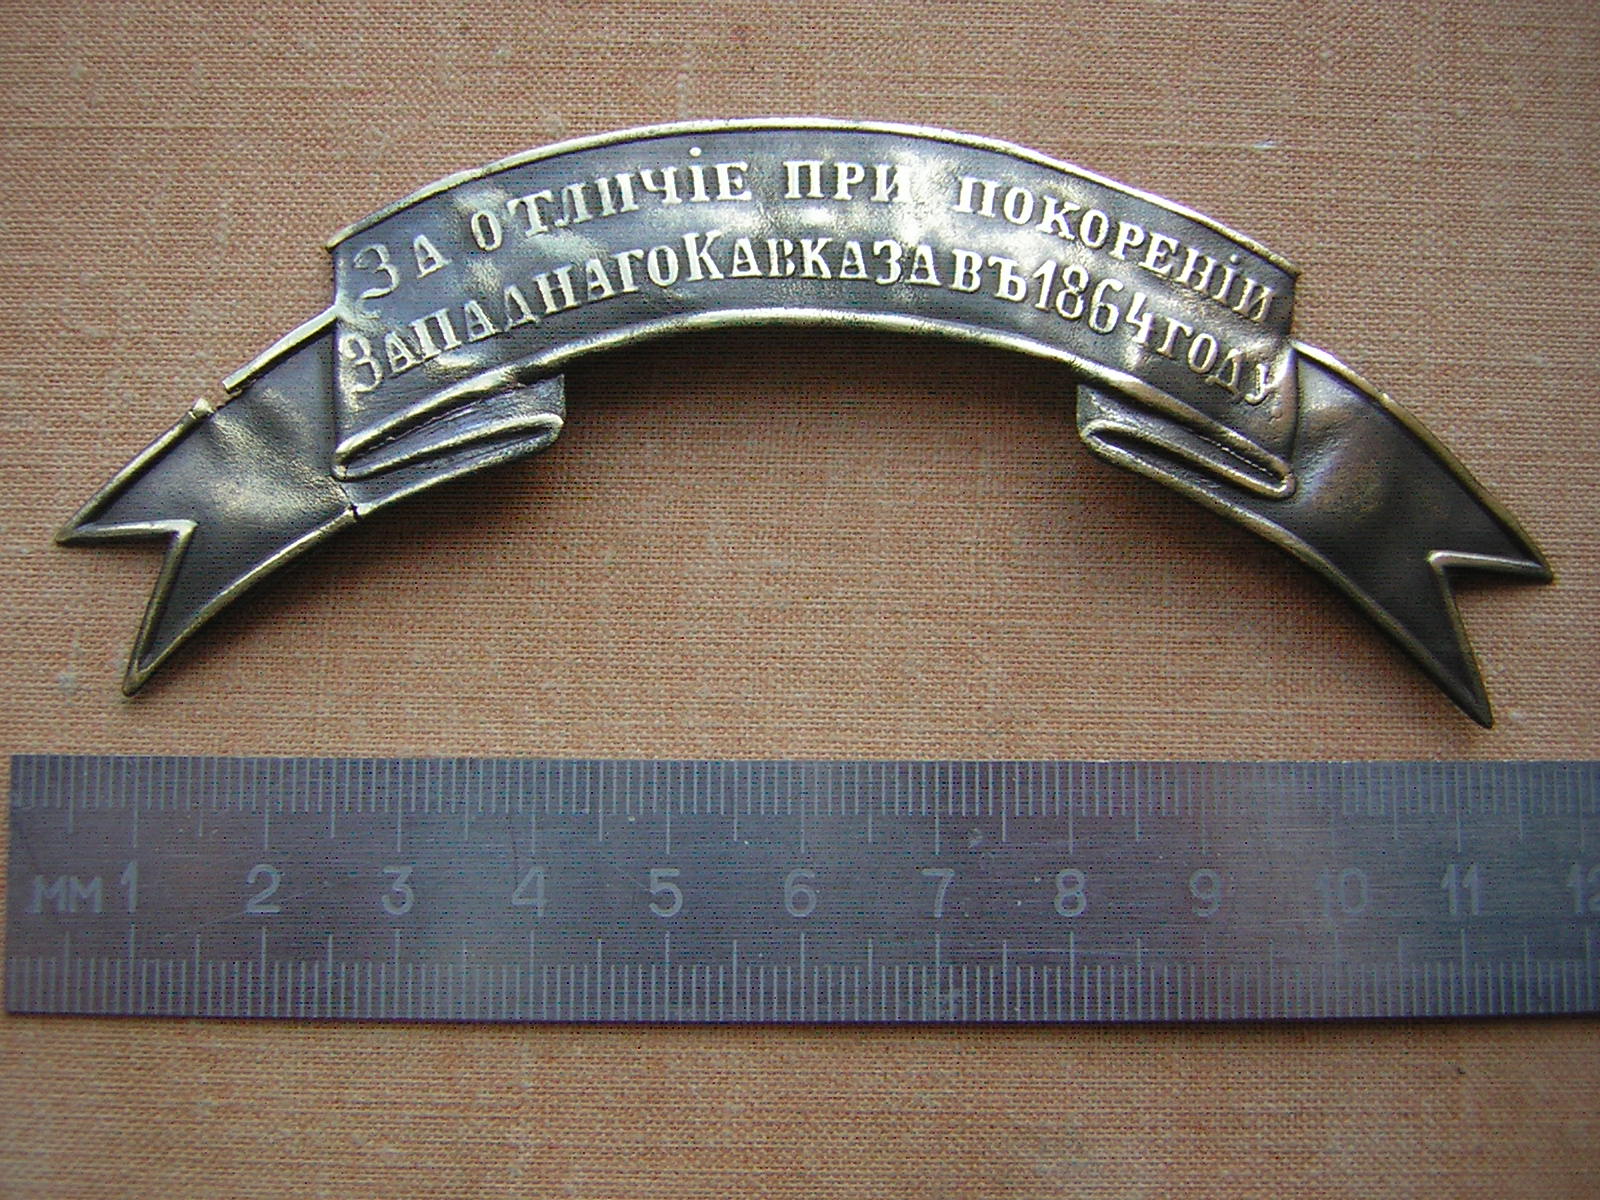 За отличіе при покореніи
Западнаго Кавказа въ 1864 году.
мм 1 2 3 4 5 6 7 8 9 10 11 12